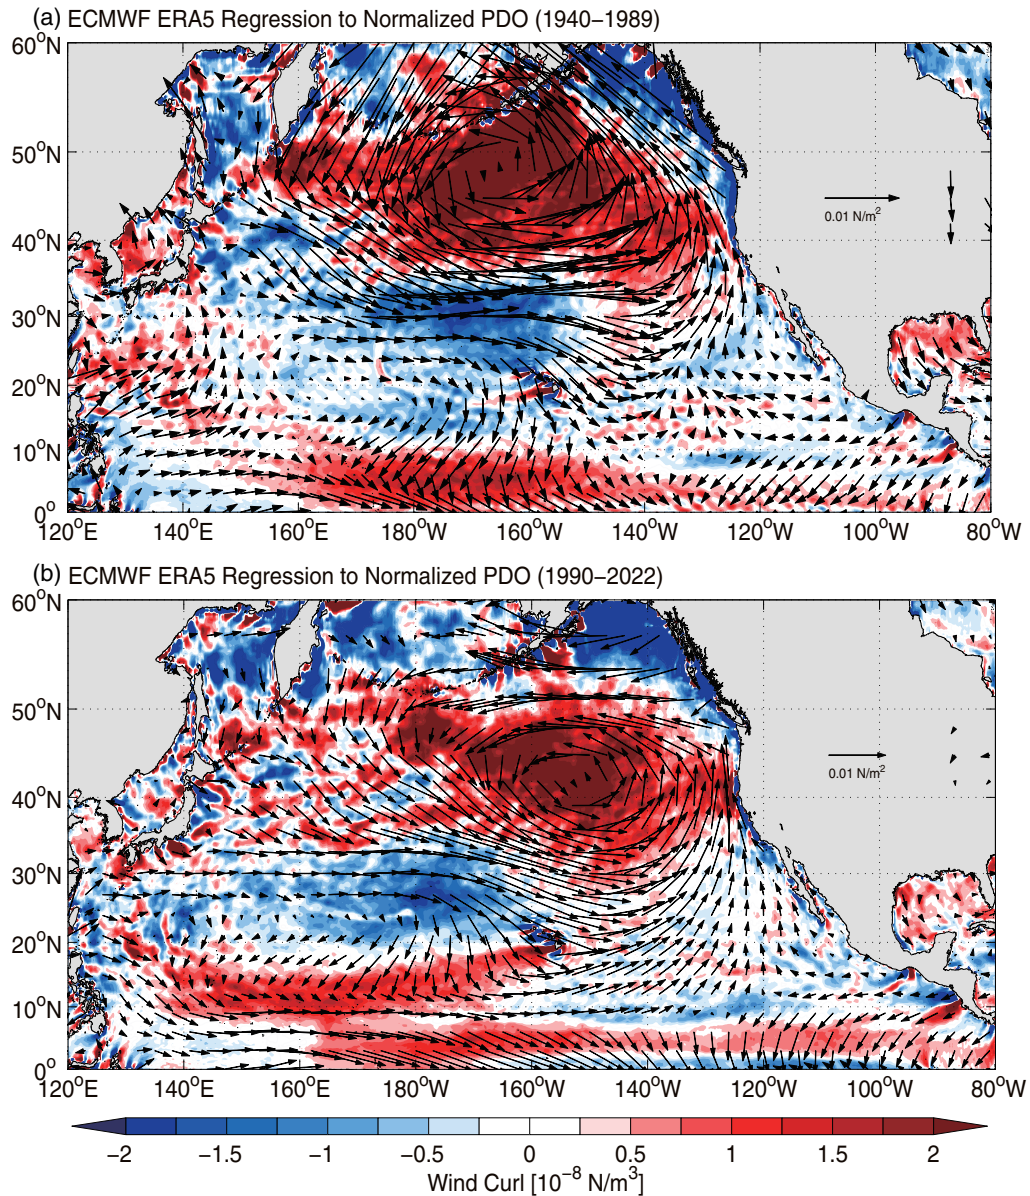 (a) ECMWF ERA5 Regression to Normalized PDO (1940−1989)
60°N
50°N
40°N
30°N
20°N
10°N
0°
0.01 N/m²
120°E 140°E 160°E 180°W 160°W 140°W 120°W 100°W 80°W
(b) ECMWF ERA5 Regression to Normalized PDO (1990−2022)
60°N
50°N
40°N
30°N
20°N
10°N
0°
0.01 N/m²
120°E 140°E 160°E 180°W 160°W 140°W 120°W 100°W 80°W
−2 −1.5 −1 −0.5 0 0.5 1 1.5 2
Wind Curl [10⁻⁸ N/m³]